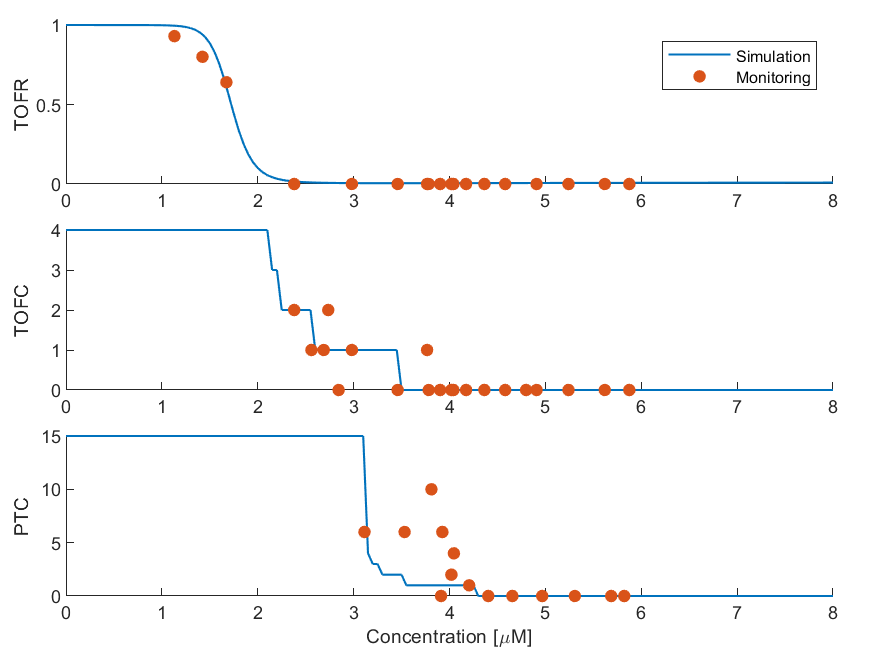 TOFR
1
0.5
0
0 1 2 3 4 5 6 7 8
Simulation
Monitoring
TOFC
4
3
2
1
0
0 1 2 3 4 5 6 7 8
PTC
15
10
5
0
0 1 2 3 4 5 6 7 8
Concentration [μM]